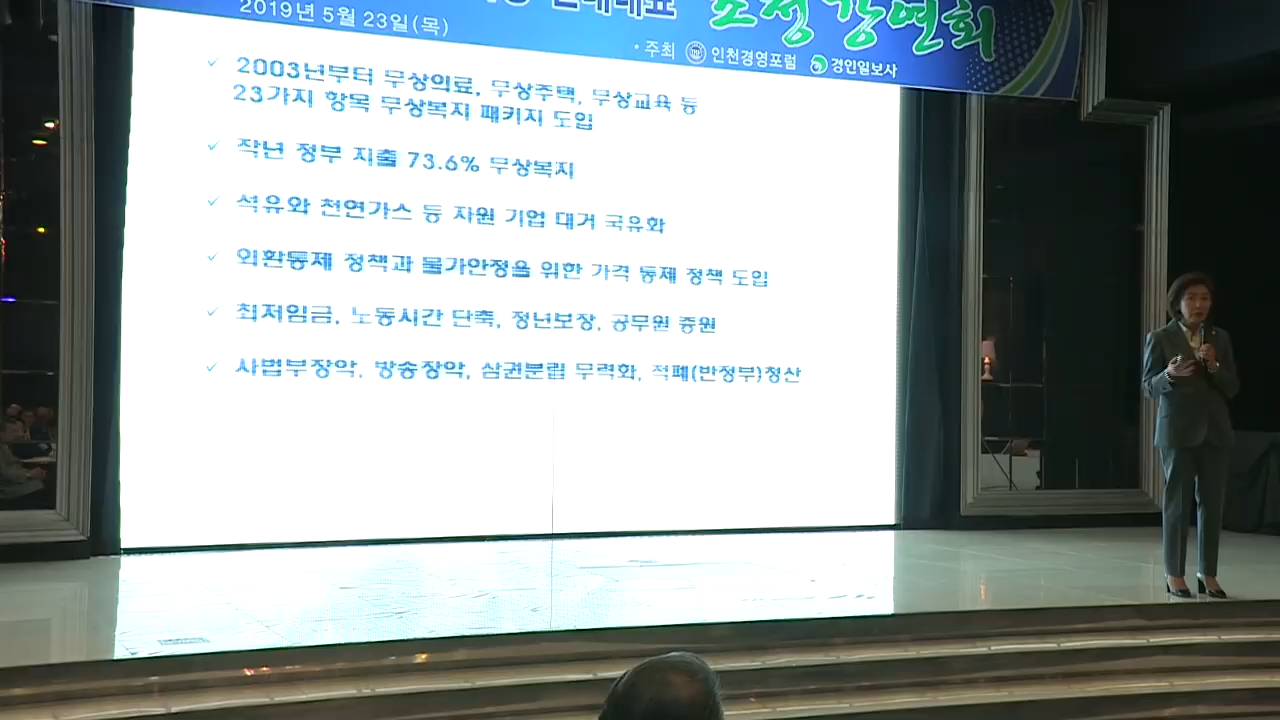 초청강연회
2019년 5월 23일(목)
• 주최 인천경영포럼 경인일보사
✓ 2003년부터 무상의료, 무상주택, 무상교육 등
23가지 항목 무상복지 패키지 도입
✓ 작년 정부 지출 73.6% 무상복지
✓ 석유와 천연가스 등 자원 기업 대거 국유화
✓ 외환통제 정책과 물가안정을 위한 가격 통제 정책 도입
✓ 최저임금, 노동시간 단축, 정년보장, 공무원 증원
✓ 사법부장악, 방송장악, 삼권분립 무력화, 적폐(반정부)청산